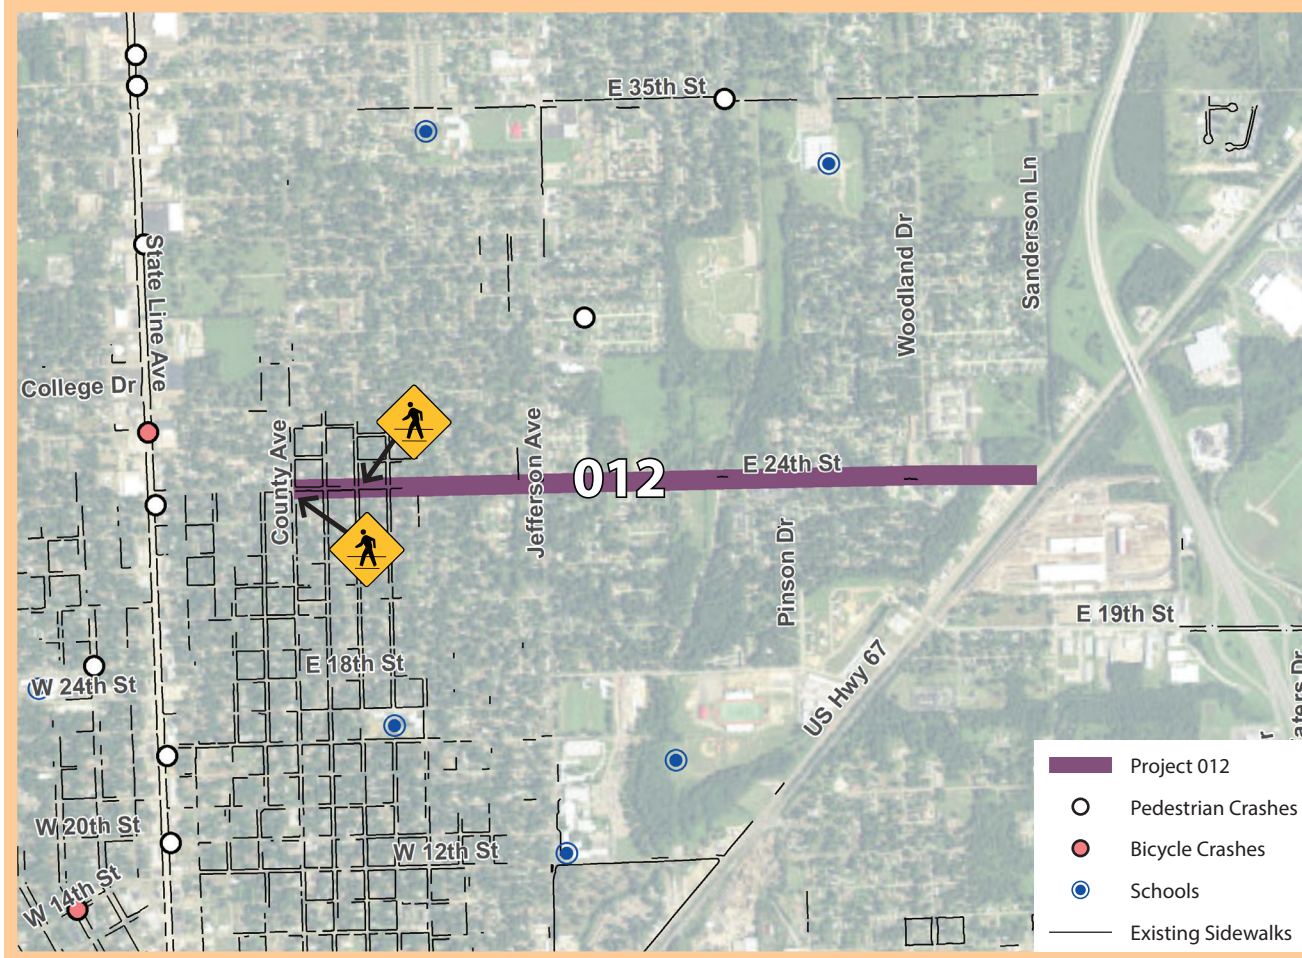 E 35th St
Sanderson Ln
Woodland Dr
State Line Ave
College Dr
County Ave
Jefferson Ave
012
E 24th St
Pinson Dr
E 19th St
E 18th St
W 24th St
US Hwy 67
W 20th St
W 12th St
W 14th St
Project 012
Pedestrian Crashes
Bicycle Crashes
Schools
Existing Sidewalks